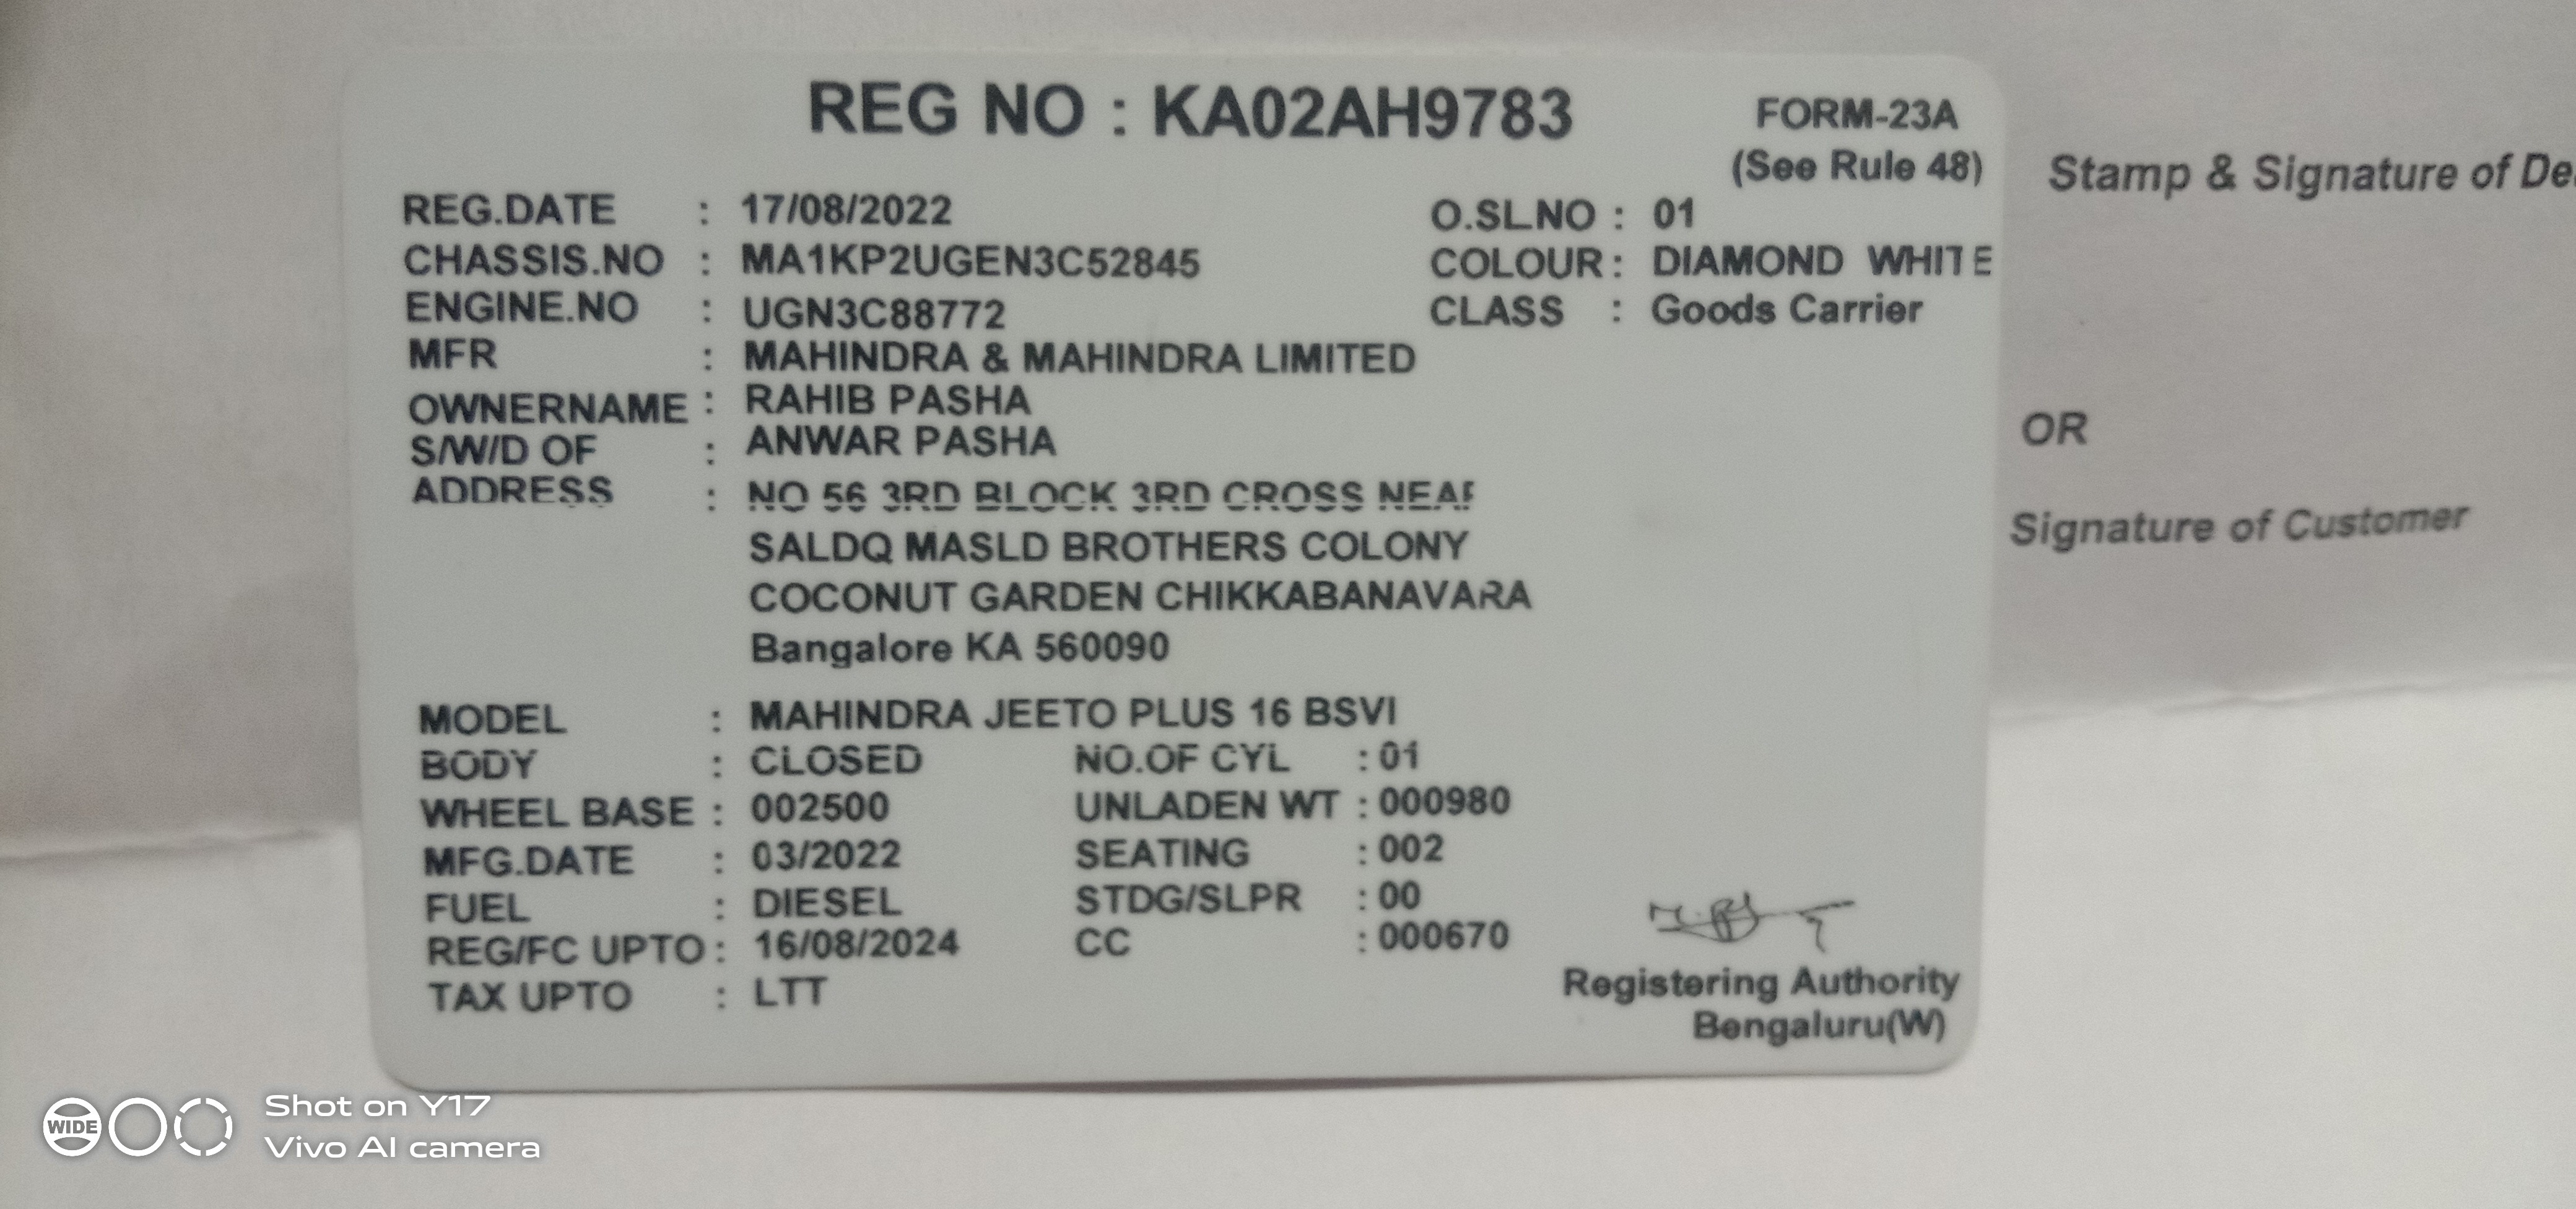 REG NO : KA02AH9783
FORM-23A
(See Rule 48)
REG.DATE : 17/08/2022 O.SL.NO : 01
CHASSIS.NO : MA1KP2UGEN3C52845 COLOUR : DIAMOND WHITE
ENGINE.NO : UGN3C88772 CLASS : Goods Carrier
MFR : MAHINDRA & MAHINDRA LIMITED
OWNERNAME : RAHIB PASHA
S/W/D OF : ANWAR PASHA
ADDRESS : NO 56 3RD BLOCK 3RD CROSS NEAR
SALDQ MASLD BROTHERS COLONY
COCONUT GARDEN CHIKKABANAVARA
Bangalore KA 560090
MODEL : MAHINDRA JEETO PLUS 16 BSVI
BODY : CLOSED NO.OF CYL : 01
WHEEL BASE : 002500 UNLADEN WT : 000980
MFG.DATE : 03/2022 SEATING : 002
FUEL : DIESEL STDG/SLPR : 00
REG/FC UPTO : 16/08/2024 CC : 000670
TAX UPTO : LTT
Registering Authority
Bengaluru(W)
Stamp & Signature of De
OR
Signature of Customer
WIDE
Shot on Y17
Vivo AI camera